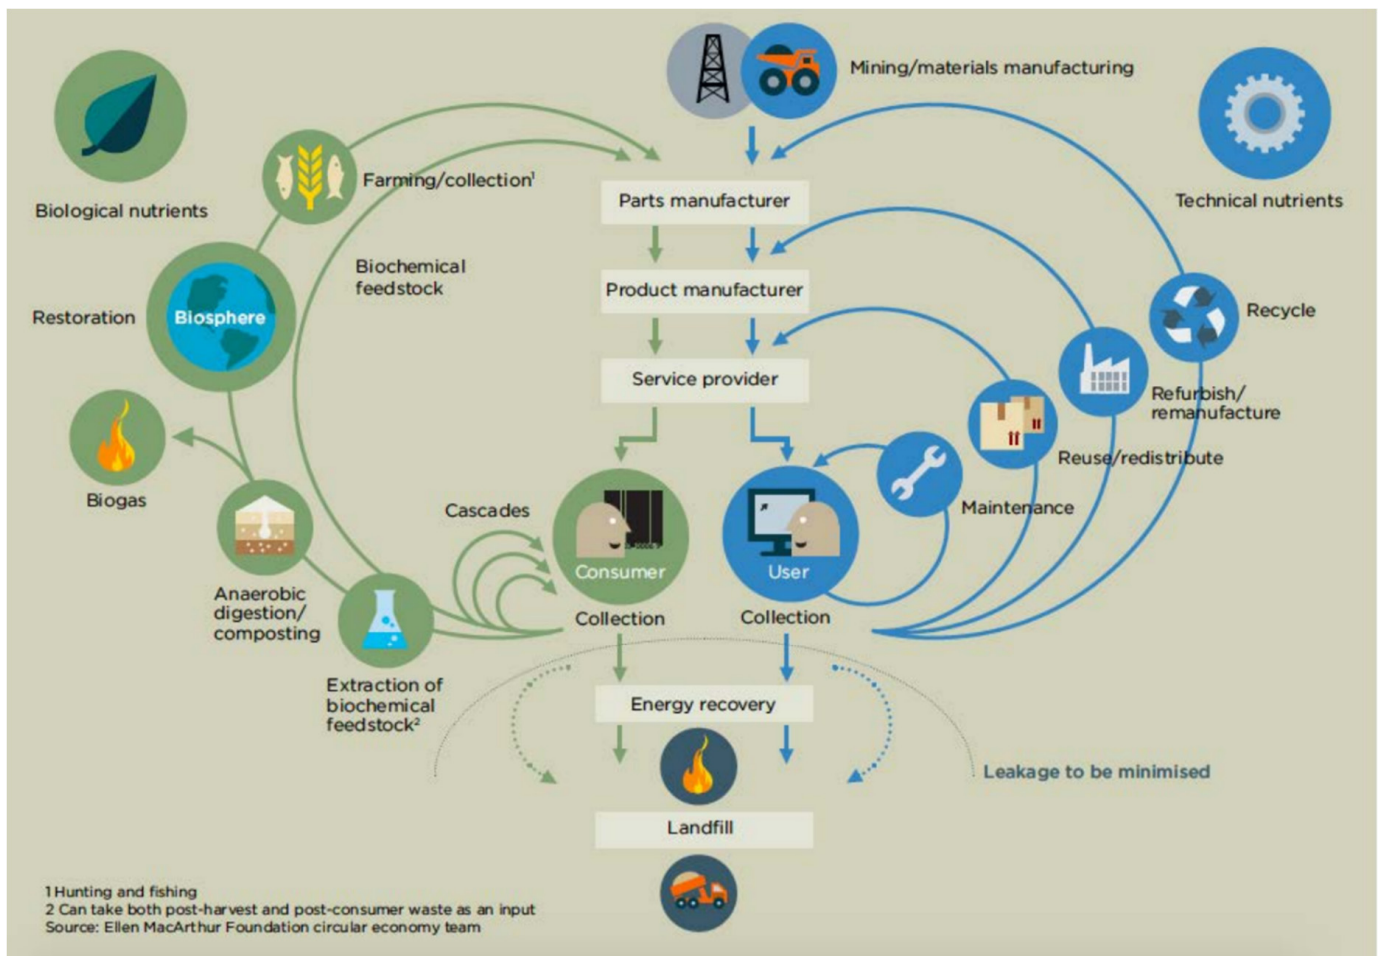 Mining/materials manufacturing
Biological nutrients
Farming/collection¹
Technical nutrients
Parts manufacturer
Biochemical
feedstock
Product manufacturer
Restoration
Biosphere
Recycle
Service provider
Refurbish/
remanufacture
Reuse/redistribute
Biogas
Cascades
Maintenance
Consumer
User
Anaerobic
digestion/
composting
Collection
Collection
Extraction of
biochemical
feedstock²
Energy recovery
Leakage to be minimised
Landfill
1 Hunting and fishing
2 Can take both post-harvest and post-consumer waste as an input
Source: Ellen MacArthur Foundation circular economy team